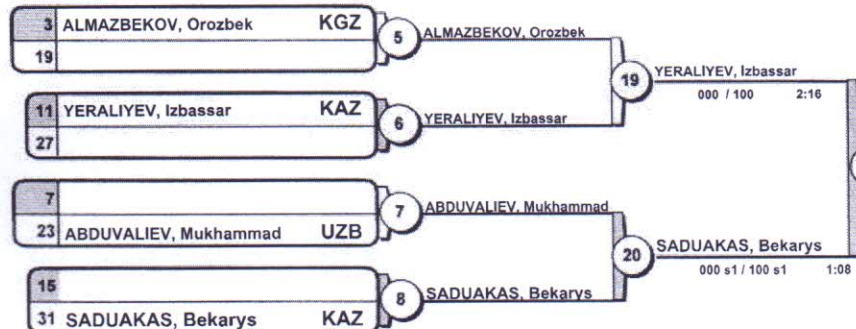 3 ALMAZBEKOV, Orozbek KGZ
19
5
ALMAZBEKOV, Orozbek
11 YERALIYEV, Izbassar KAZ
27
6
YERALIYEV, Izbassar
19
YERALIYEV, Izbassar
000 / 100 2:16
7
23 ABDUVALIEV, Mukhammad UZB
7
ABDUVALIEV, Mukhammad
15
31 SADUAKAS, Bekarys KAZ
8
SADUAKAS, Bekarys
20
SADUAKAS, Bekarys
000 s1 / 100 s1 1:08